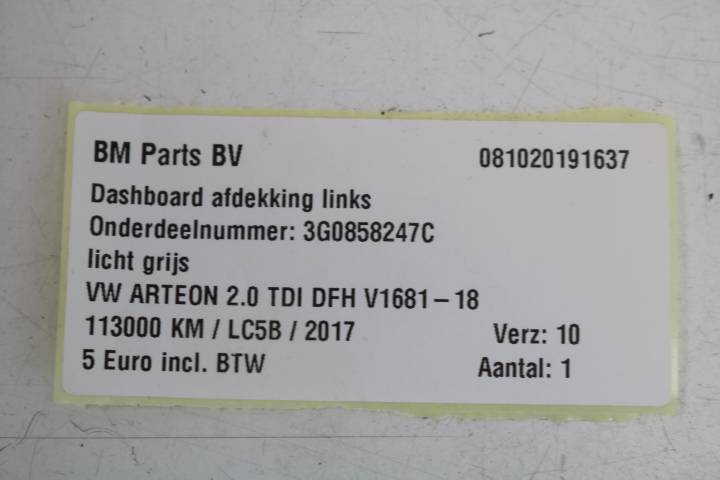 BM Parts BV 081020191637
Dashboard afdekking links
Onderdeelnummer: 3G0858247C
licht grijs
VW ARTEON 2.0 TDI DFH V1681-18
113000 KM / LC5B / 2017 Verz: 10
5 Euro incl. BTW Aantal: 1